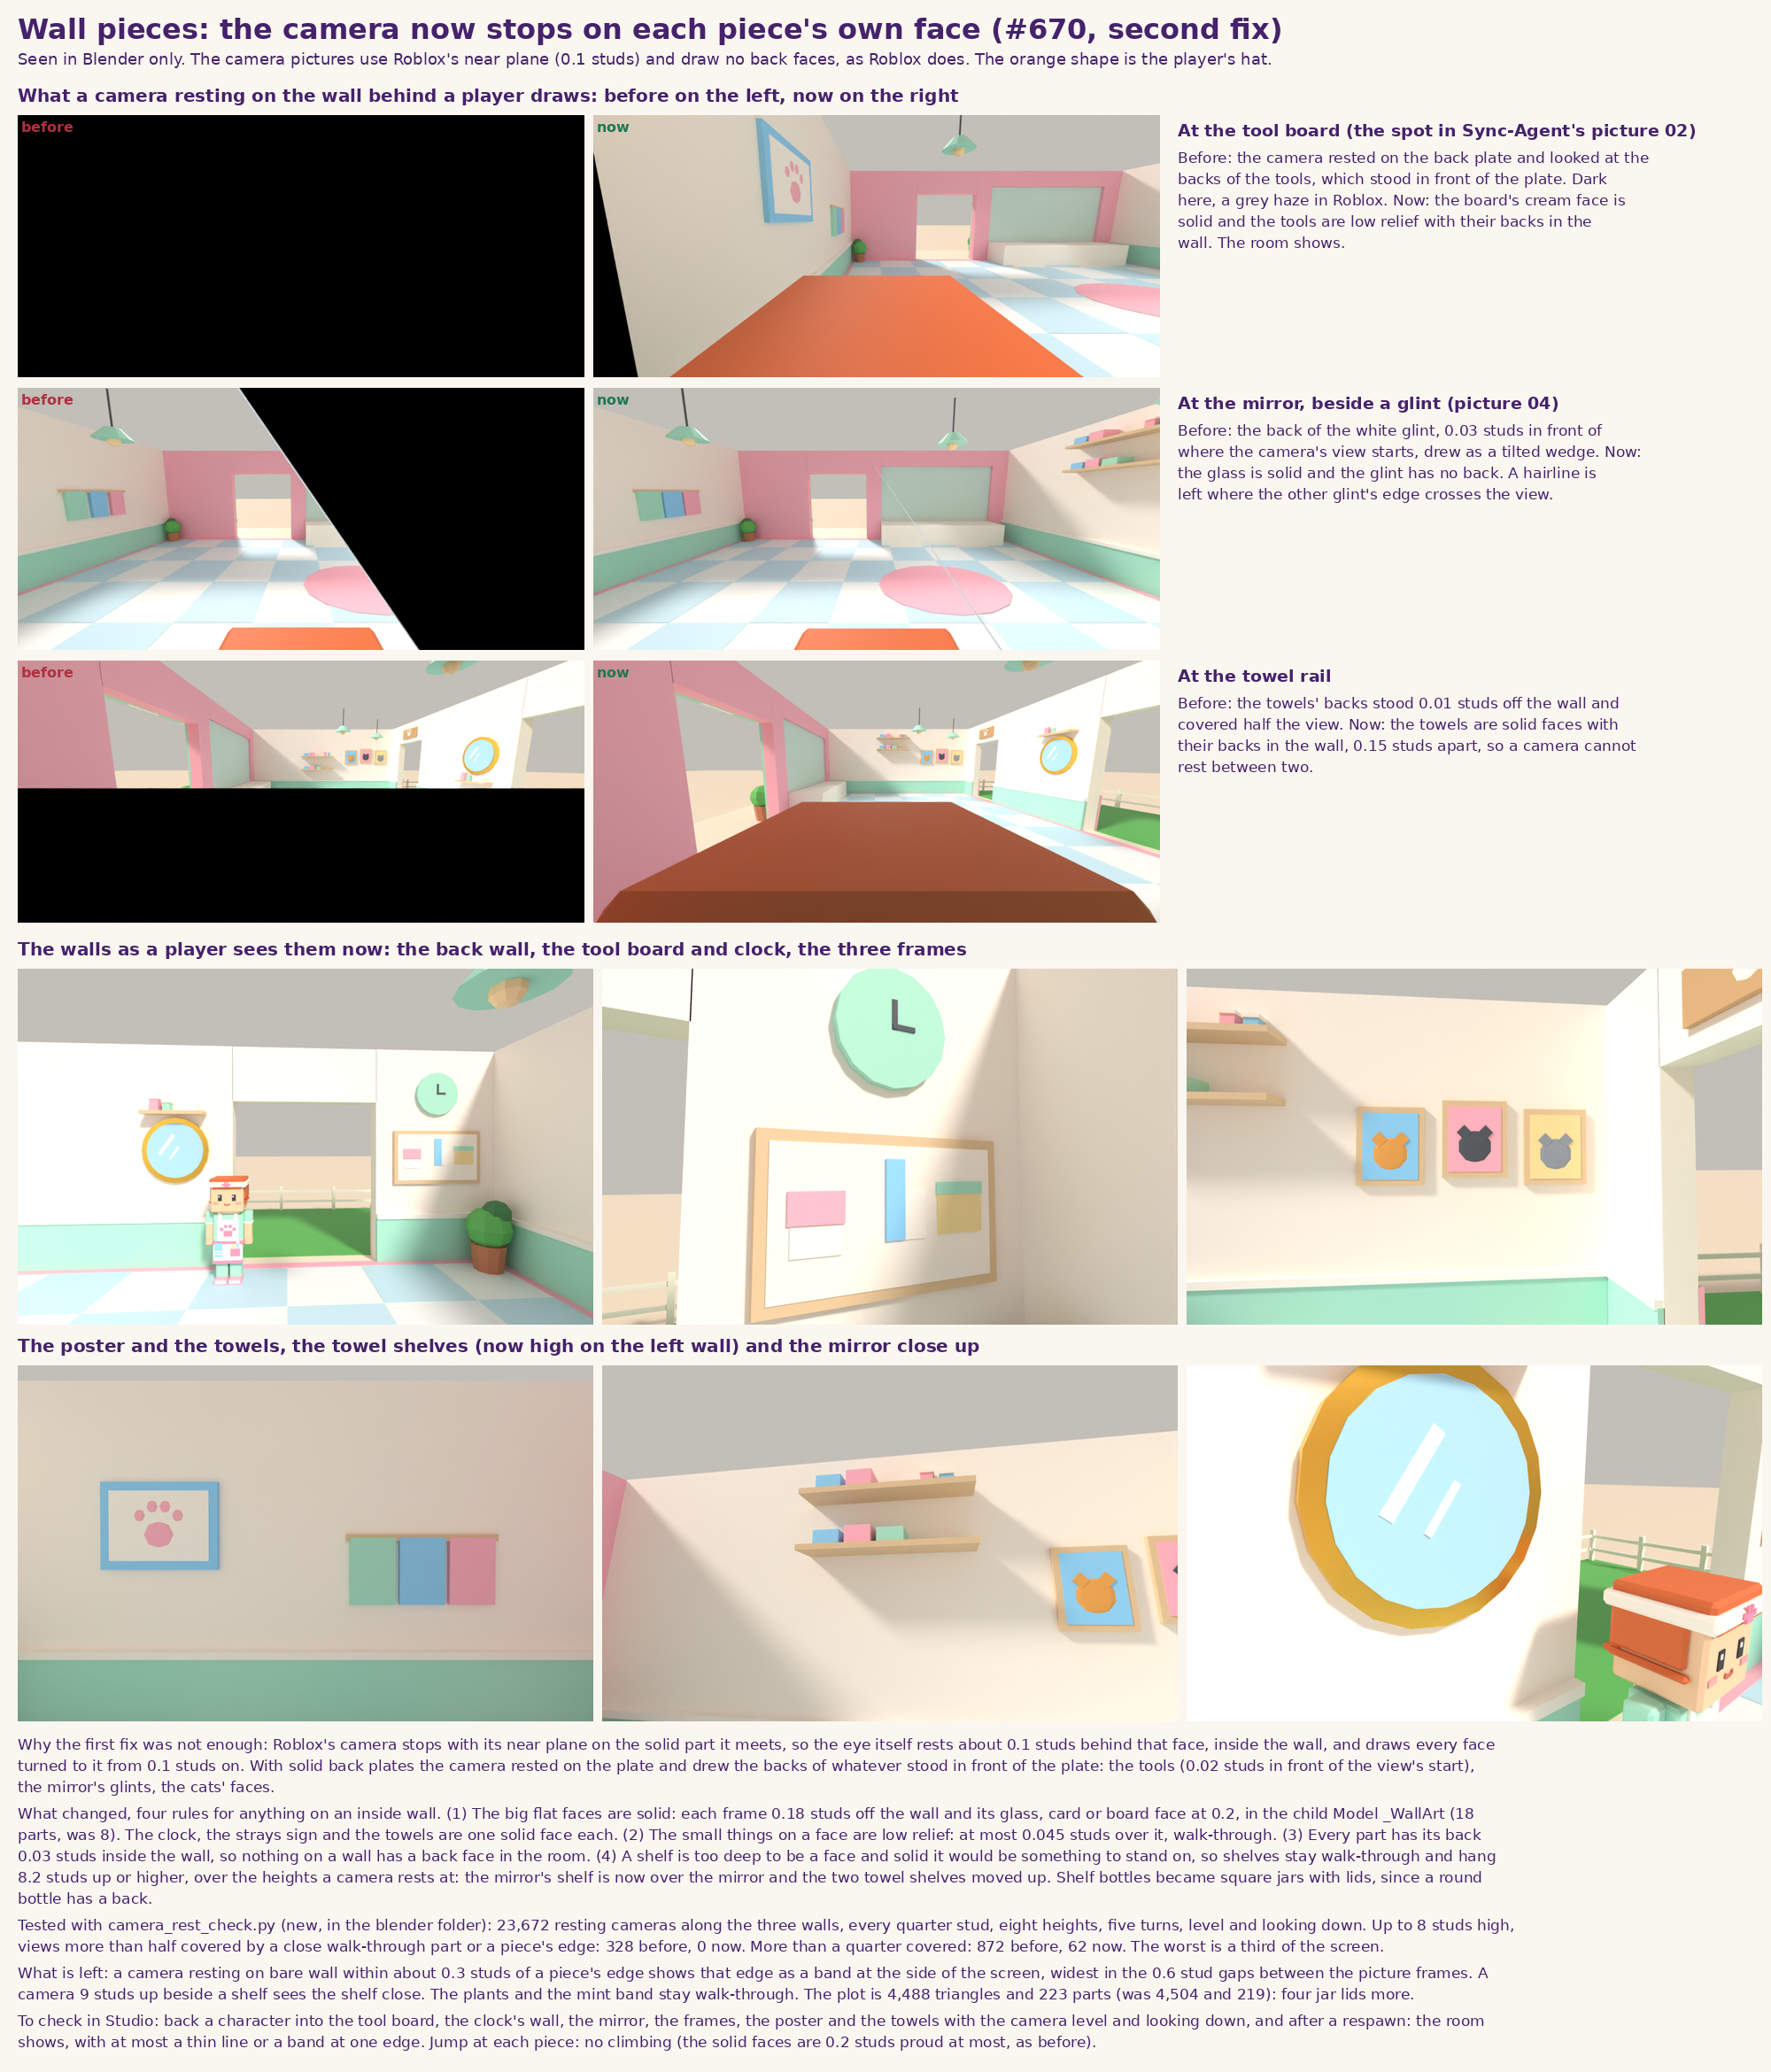 Wall pieces: the camera now stops on each piece's own face (#670, second fix)
Seen in Blender only. The camera pictures use Roblox's near plane (0.1 studs) and draw no back faces, as Roblox does. The orange shape is the player's hat.
What a camera resting on the wall behind a player draws: before on the left, now on the right
before
now
At the tool board (the spot in Sync-Agent's picture 02)
Before: the camera rested on the back plate and looked at the
backs of the tools, which stood in front of the plate. Dark
here, a grey haze in Roblox. Now: the board's cream face is
solid and the tools are low relief with their backs in the
wall. The room shows.
before
now
At the mirror, beside a glint (picture 04)
Before: the back of the white glint, 0.03 studs in front of
where the camera's view starts, drew as a tilted wedge. Now:
the glass is solid and the glint has no back. A hairline is
left where the other glint's edge crosses the view.
before
now
At the towel rail
Before: the towels' backs stood 0.01 studs off the wall and
covered half the view. Now: the towels are solid faces with
their backs in the wall, 0.15 studs apart, so a camera cannot
rest between two.
The walls as a player sees them now: the back wall, the tool board and clock, the three frames
The poster and the towels, the towel shelves (now high on the left wall) and the mirror close up
Why the first fix was not enough: Roblox's camera stops with its near plane on the solid part it meets, so the eye itself rests about 0.1 studs behind that face, inside the wall, and draws every face
turned to it from 0.1 studs on. With solid back plates the camera rested on the plate and drew the backs of whatever stood in front of the plate: the tools (0.02 studs in front of the view's start),
the mirror's glints, the cats' faces.
What changed, four rules for anything on an inside wall. (1) The big flat faces are solid: each frame 0.18 studs off the wall and its glass, card or board face at 0.2, in the child Model _WallArt (18
parts, was 8). The clock, the strays sign and the towels are one solid face each. (2) The small things on a face are low relief: at most 0.045 studs over it, walk-through. (3) Every part has its back
0.03 studs inside the wall, so nothing on a wall has a back face in the room. (4) A shelf is too deep to be a face and solid it would be something to stand on, so shelves stay walk-through and hang
8.2 studs up or higher, over the heights a camera rests at: the mirror's shelf is now over the mirror and the two towel shelves moved up. Shelf bottles became square jars with lids, since a round
bottle has a back.
Tested with camera_rest_check.py (new, in the blender folder): 23,672 resting cameras along the three walls, every quarter stud, eight heights, five turns, level and looking down. Up to 8 studs high,
views more than half covered by a close walk-through part or a piece's edge: 328 before, 0 now. More than a quarter covered: 872 before, 62 now. The worst is a third of the screen.
What is left: a camera resting on bare wall within about 0.3 studs of a piece's edge shows that edge as a band at the side of the screen, widest in the 0.6 stud gaps between the picture frames. A
camera 9 studs up beside a shelf sees the shelf close. The plants and the mint band stay walk-through. The plot is 4,488 triangles and 223 parts (was 4,504 and 219): four jar lids more.
To check in Studio: back a character into the tool board, the clock's wall, the mirror, the frames, the poster and the towels with the camera level and looking down, and after a respawn: the room
shows, with at most a thin line or a band at one edge. Jump at each piece: no climbing (the solid faces are 0.2 studs proud at most, as before).